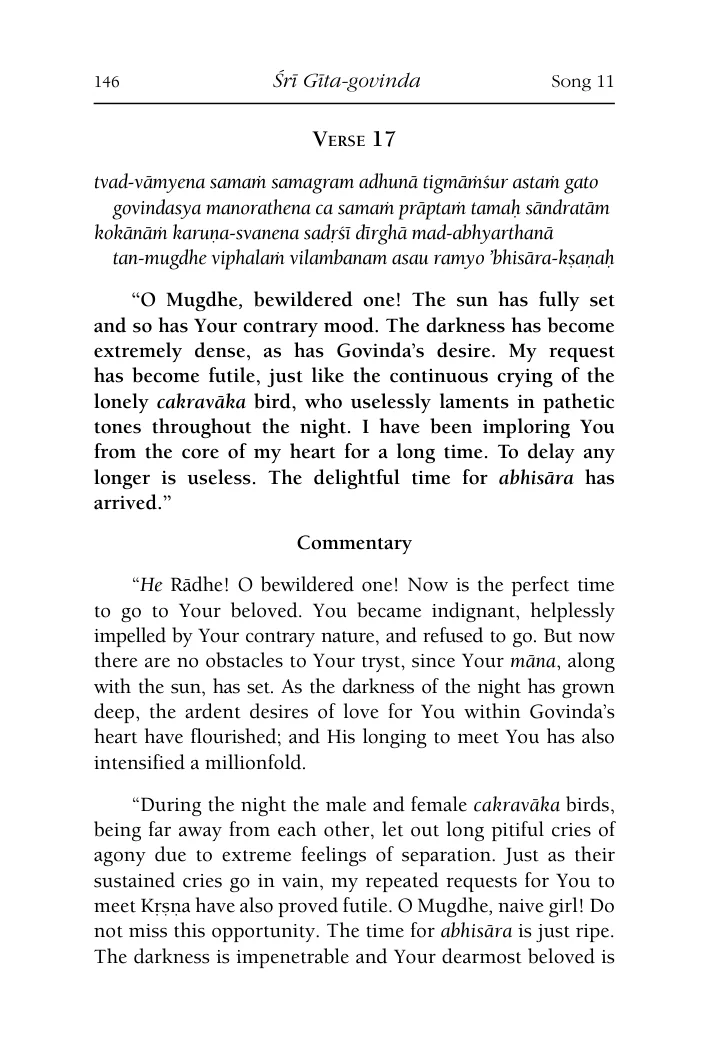 146 Śrī Gīta-govinda Song 11
Verse 17
tvad-vāmyena samaṁ samagram adhunā tigmāṁśur astaṁ gato
govindasya manorathena ca samaṁ prāptaṁ tamaḥ sāndratām
kokānāṁ karuṇa-svanena sadṛśī dīrghā mad-abhyarthanā
tan-mugdhe viphalaṁ vilambanam asau ramyo ’bhisāra-kṣaṇaḥ
“O Mugdhe, bewildered one! The sun has fully set
and so has Your contrary mood. The darkness has become
extremely dense, as has Govinda’s desire. My request
has become futile, just like the continuous crying of the
lonely cakravāka bird, who uselessly laments in pathetic
tones throughout the night. I have been imploring You
from the core of my heart for a long time. To delay any
longer is useless. The delightful time for abhisāra has
arrived.”
Commentary
“He Rādhe! O bewildered one! Now is the perfect time
to go to Your beloved. You became indignant, helplessly
impelled by Your contrary nature, and refused to go. But now
there are no obstacles to Your tryst, since Your māna, along
with the sun, has set. As the darkness of the night has grown
deep, the ardent desires of love for You within Govinda’s
heart have flourished; and His longing to meet You has also
intensified a millionfold.
“During the night the male and female cakravāka birds,
being far away from each other, let out long pitiful cries of
agony due to extreme feelings of separation. Just as their
sustained cries go in vain, my repeated requests for You to
meet Kṛṣṇa have also proved futile. O Mugdhe, naive girl! Do
not miss this opportunity. The time for abhisāra is just ripe.
The darkness is impenetrable and Your dearmost beloved is